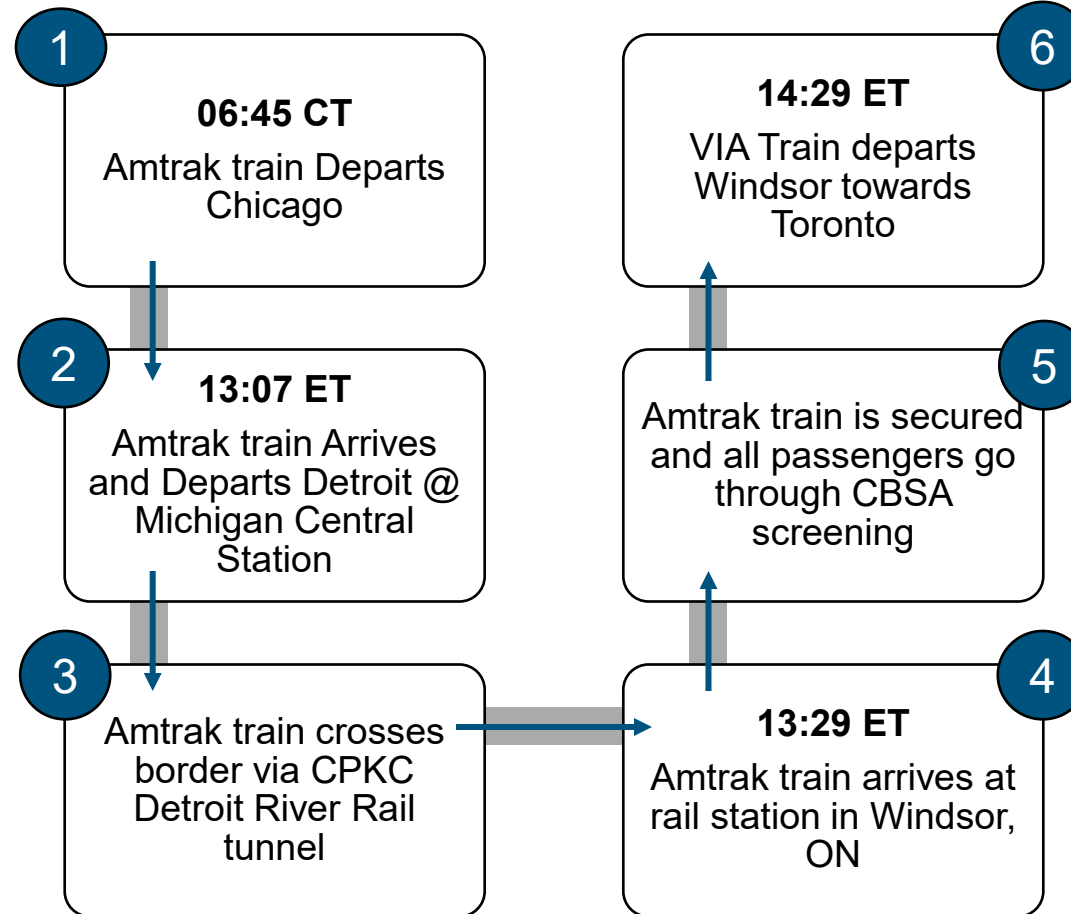 1
06:45 CT
Amtrak train Departs
Chicago
2
13:07 ET
Amtrak train Arrives
and Departs Detroit @
Michigan Central
Station
3
Amtrak train crosses
border via CPKC
Detroit River Rail
tunnel
4
13:29 ET
Amtrak train arrives at
rail station in Windsor,
ON
5
Amtrak train is secured
and all passengers go
through CBSA
screening
6
14:29 ET
VIA Train departs
Windsor towards
Toronto